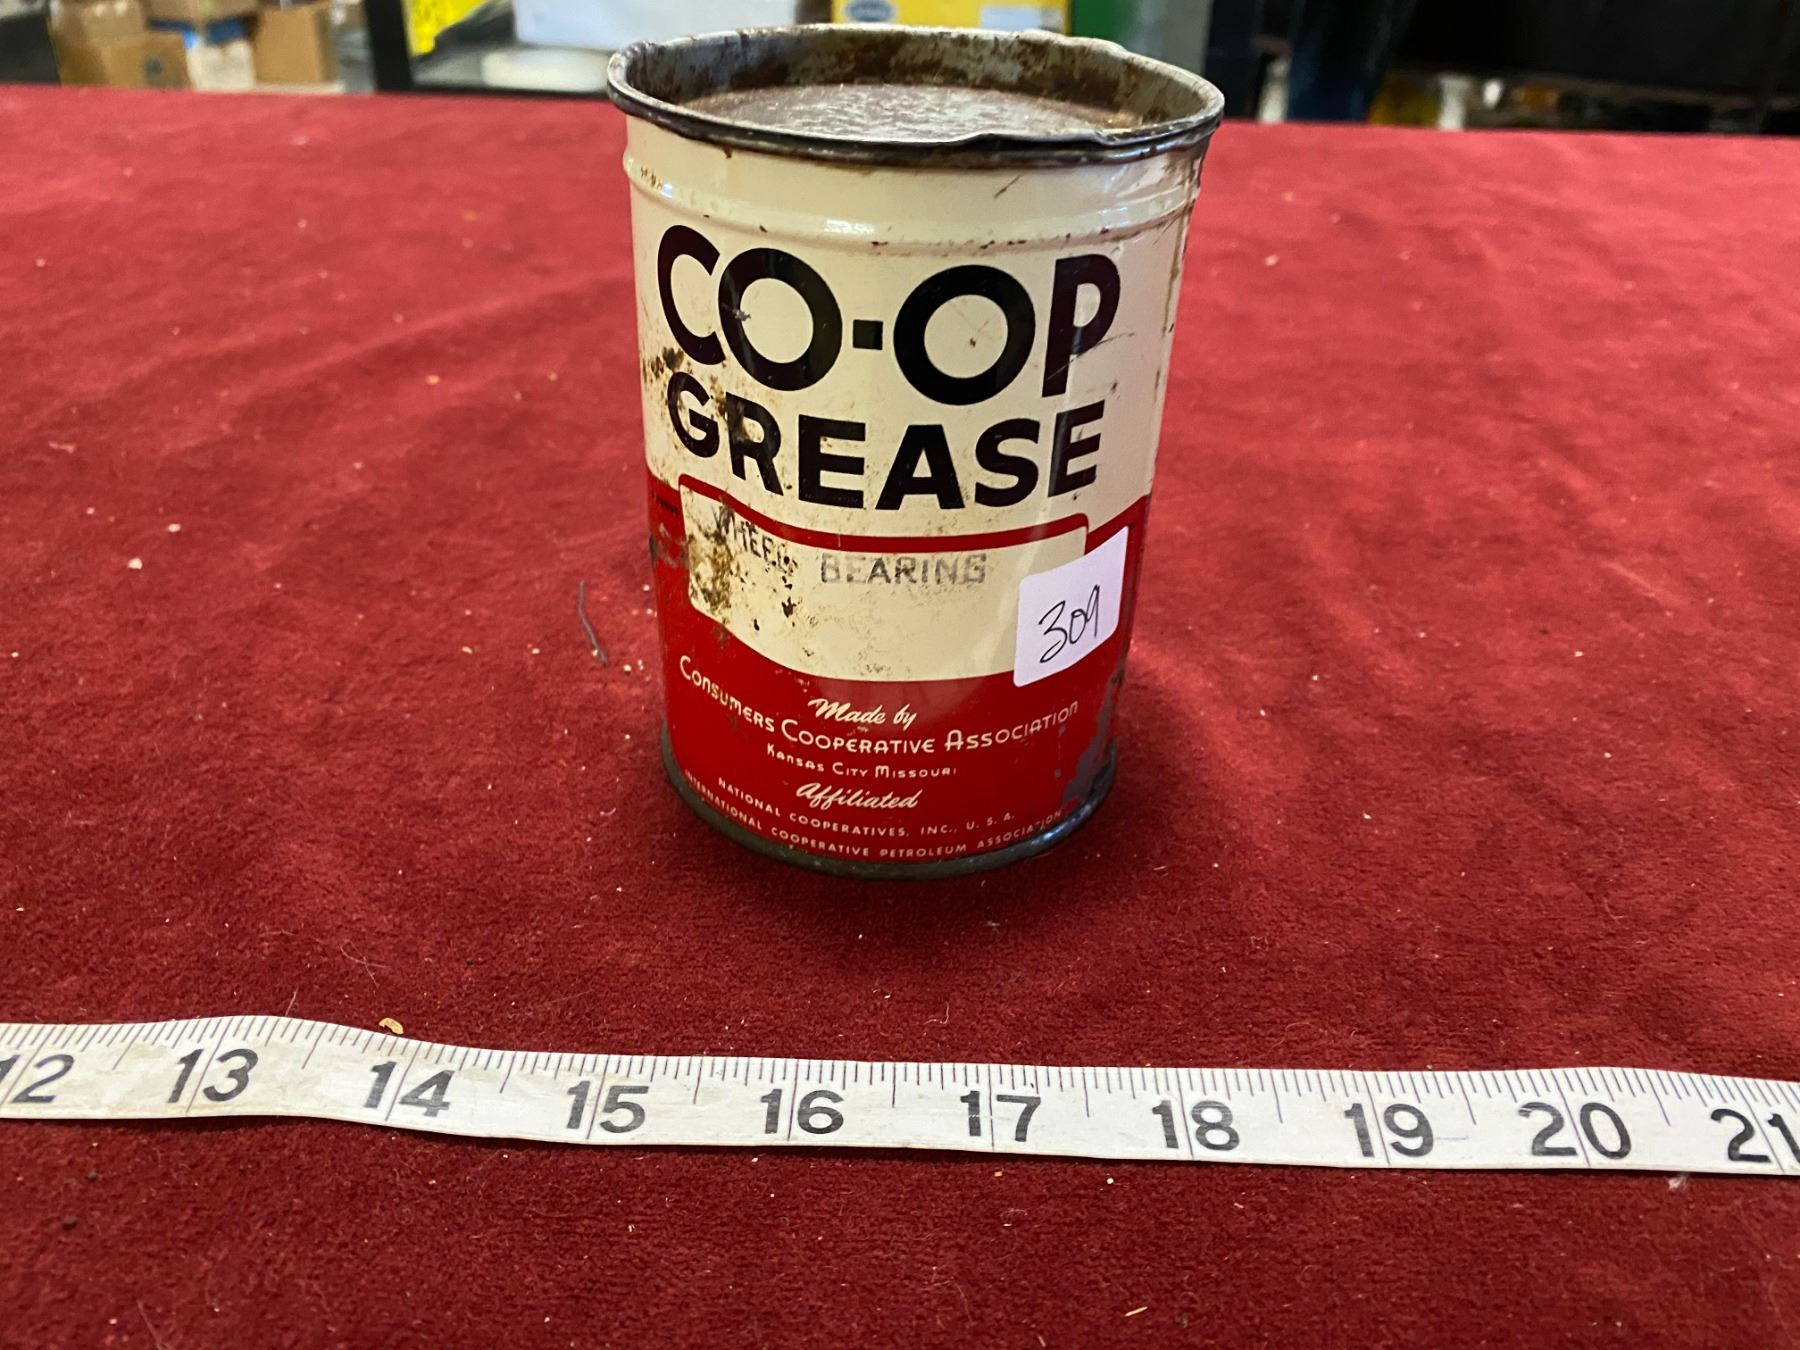 CO-OP
GREASE
WHEEL BEARING
309
Made by
CONSUMERS COOPERATIVE ASSOCIATION
KANSAS CITY MISSOURI
Affiliated
NATIONAL COOPERATIVES, INC., U. S. A.
INTERNATIONAL COOPERATIVE PETROLEUM ASSOCIATION
12 13 14 15 16 17 18 19 20 21